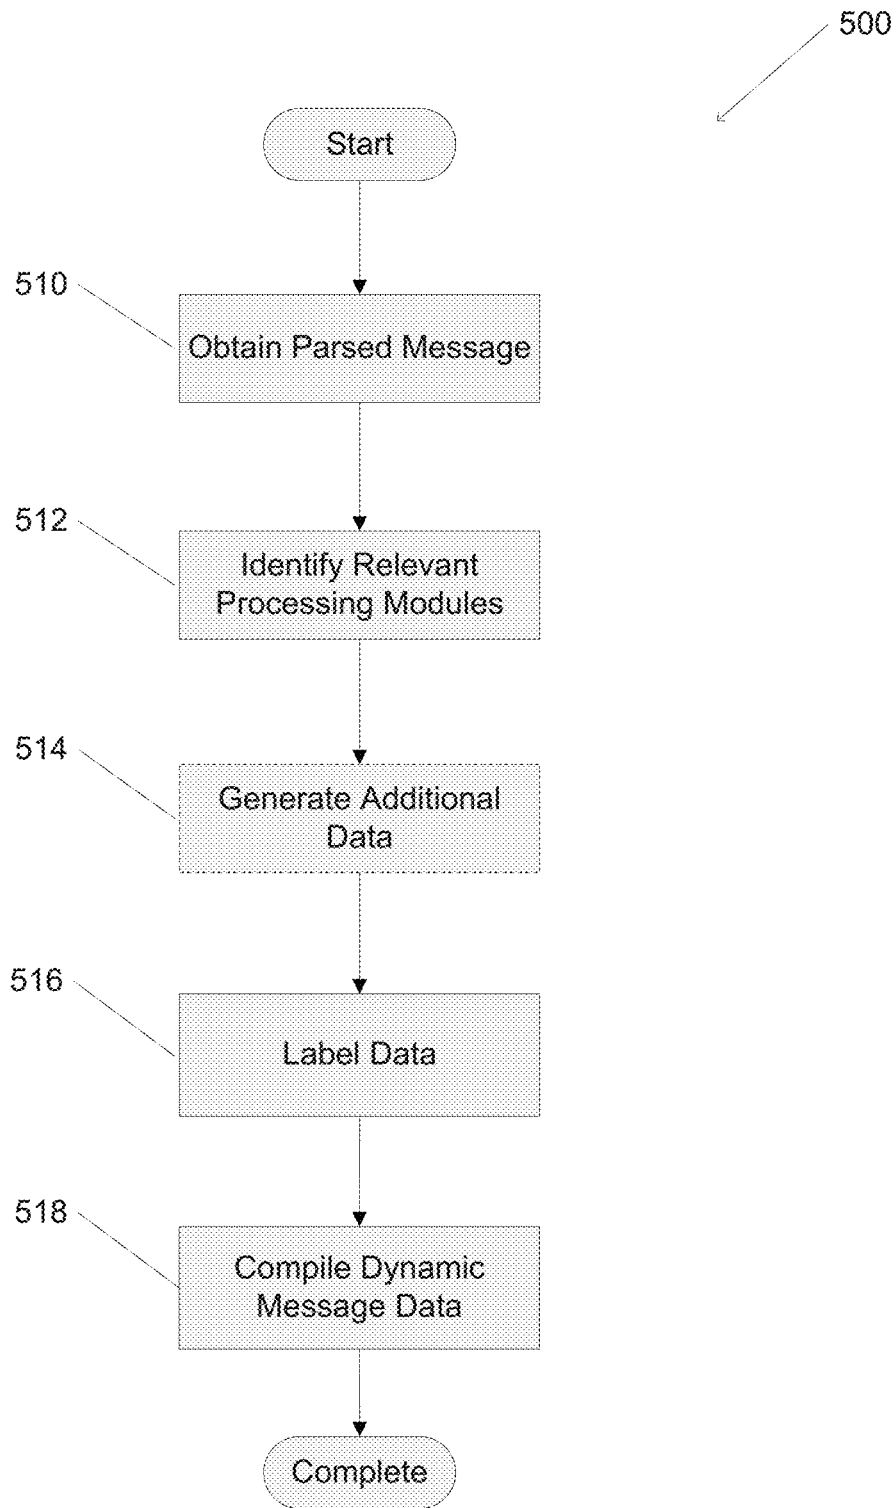 500
Start
510
Obtain Parsed Message
512
Identify Relevant
Processing Modules
514
Generate Additional
Data
516
Label Data
518
Compile Dynamic
Message Data
Complete